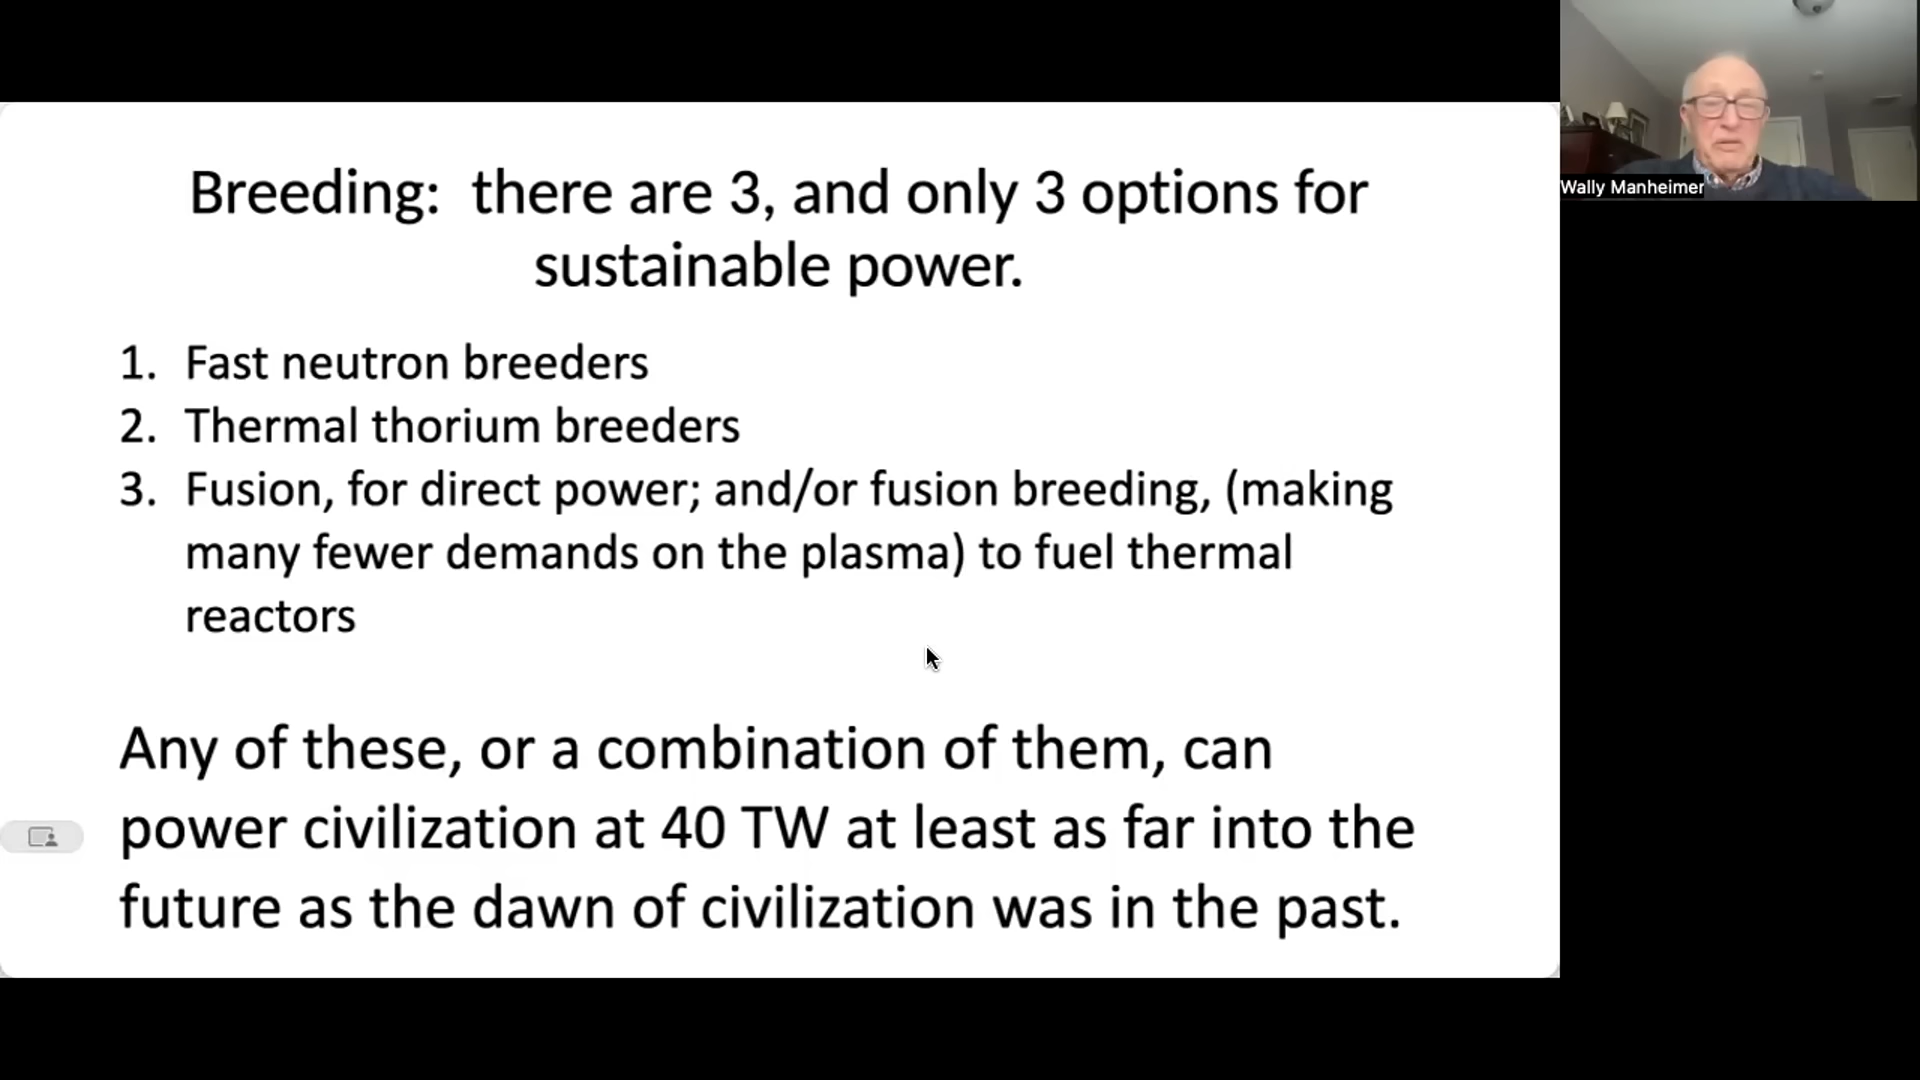 Breeding:  there are 3, and only 3 options for
sustainable power.
1. Fast neutron breeders
2. Thermal thorium breeders
3. Fusion, for direct power; and/or fusion breeding, (making
many fewer demands on the plasma) to fuel thermal
reactors
Any of these, or a combination of them, can
power civilization at 40 TW at least as far into the
future as the dawn of civilization was in the past.
Wally Manheimer